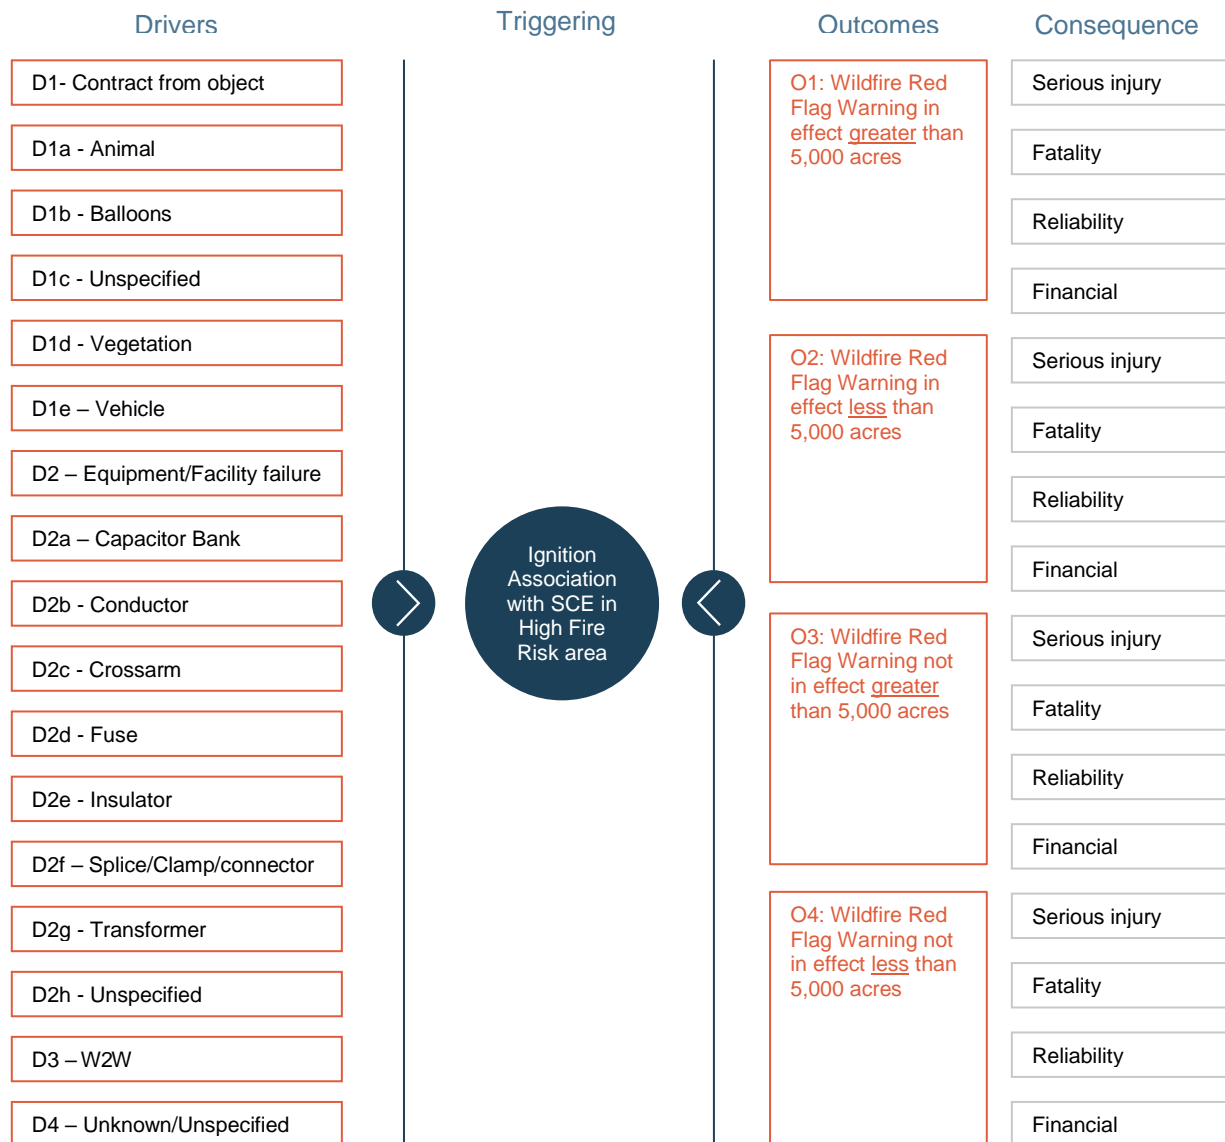 Drivers
Triggering
Outcomes
Consequence
D1- Contract from object
D1a - Animal
D1b - Balloons
D1c - Unspecified
D1d - Vegetation
D1e – Vehicle
D2 – Equipment/Facility failure
D2a – Capacitor Bank
D2b - Conductor
D2c - Crossarm
D2d - Fuse
D2e - Insulator
D2f – Splice/Clamp/connector
D2g - Transformer
D2h - Unspecified
D3 – W2W
D4 – Unknown/Unspecified
Ignition
Association
with SCE in
High Fire
Risk area
O1: Wildfire Red
Flag Warning in
effect greater than
5,000 acres
Serious injury
Fatality
Reliability
Financial
O2: Wildfire Red
Flag Warning in
effect less than
5,000 acres
Serious injury
Fatality
Reliability
Financial
O3: Wildfire Red
Flag Warning not
in effect greater
than 5,000 acres
Serious injury
Fatality
Reliability
Financial
O4: Wildfire Red
Flag Warning not
in effect less than
5,000 acres
Serious injury
Fatality
Reliability
Financial